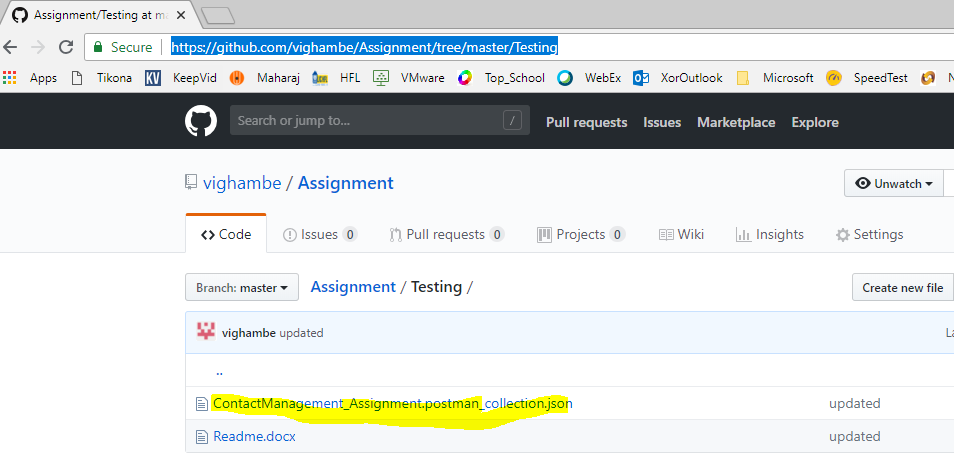 Assignment/Testing at ma
Secure https://github.com/vighambe/Assignment/tree/master/Testing
Apps Tikona KV KeepVid Maharaj HFL VMware Top_School WebEx XorOutlook Microsoft SpeedTest
Search or jump to... / Pull requests Issues Marketplace Explore
vighambe / Assignment Unwatch
Code Issues 0 Pull requests 0 Projects 0 Wiki Insights Settings
Branch: master Assignment / Testing / Create new file
vighambe updated La
..
ContactManagement_Assignment.postman_collection.json updated
Readme.docx updated